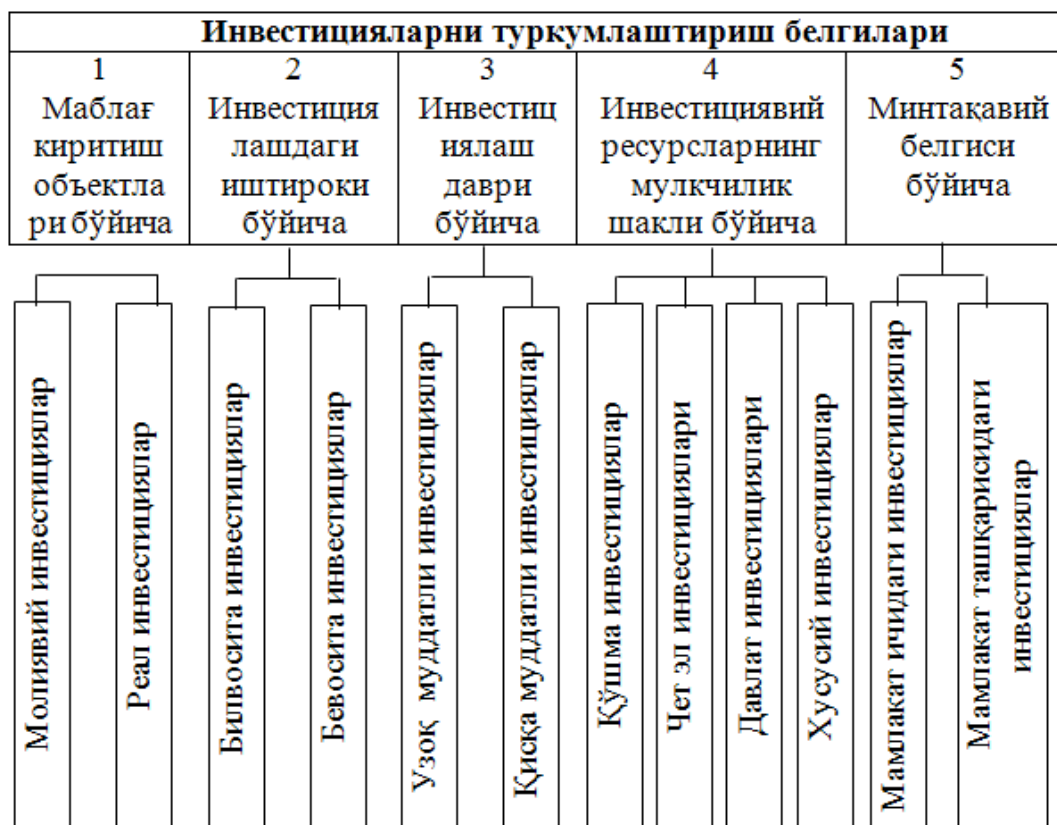 Инвестицияларни туркумлаштириш белгилари
1
Маблағ
киритиш
объектла
ри бўйича
2
Инвестиция
лашдаги
иштироки
бўйича
3
Инвестиц
иялаш
даври
бўйича
4
Инвестициявий
ресурсларнинг
мулкчилик
шакли бўйича
5
Минтақавий
белгиси
бўйича
Молиявий инвестициялар
Реал инвестициялар
Билвосита инвестициялар
Бевосита инвестициялар
Узоқ муддатли инвестициялар
Қисқа муддатли инвестициялар
Қўшма инвестициялар
Чет эл инвестициялари
Давлат инвестициялари
Хусусий инвестициялар
Мамлакат ичидаги инвестициялар
Мамлакат ташқарисидаги
инвестициялар